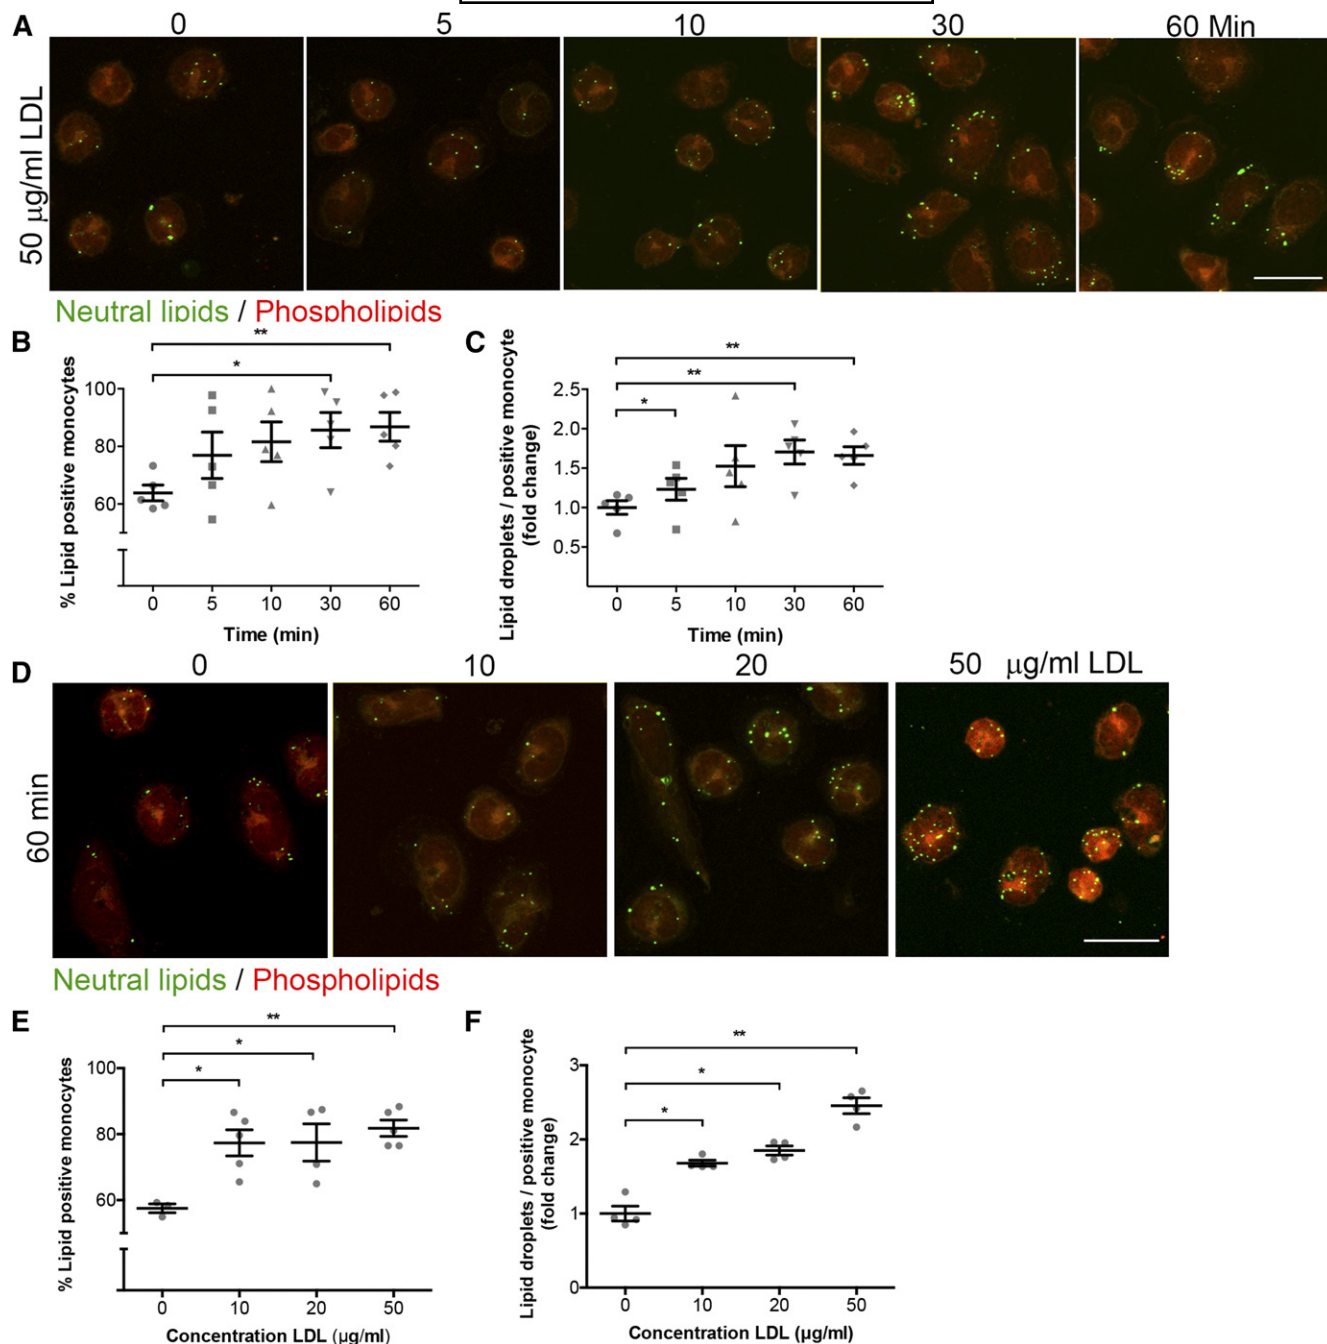 A
0 5 10 30 60 Min
50 μg/ml LDL
Neutral lipids / Phospholipids
B
% Lipid positive monocytes
**
*
100
80
60
0 5 10 30 60
Time (min)
C
Lipid droplets / positive monocyte
(fold change)
**
**
*
2.5
2.0
1.5
1.0
0.5
0 5 10 30 60
Time (min)
D
0 10 20 50 μg/ml LDL
60 min
Neutral lipids / Phospholipids
E
% Lipid positive monocytes
**
*
*
100
80
60
0 10 20 50
Concentration LDL (μg/ml)
F
Lipid droplets / positive monocyte
(fold change)
**
*
*
3
2
1
0
0 10 20 50
Concentration LDL (μg/ml)